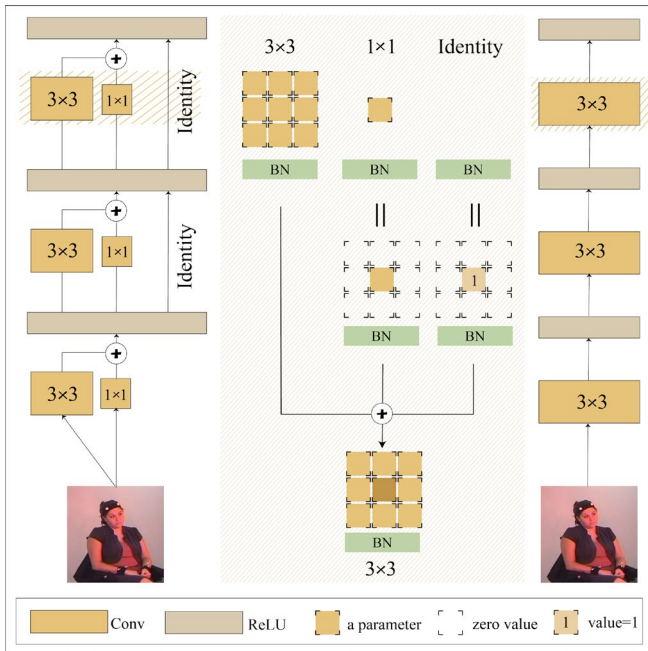 3×3
1×1
Identity
3×3
1×1
Identity
3×3
1×1
3×3 1×1 Identity
BN BN BN
1
BN BN
BN
3×3
3×3
3×3
3×3
Conv ReLU a parameter zero value 1 value=1